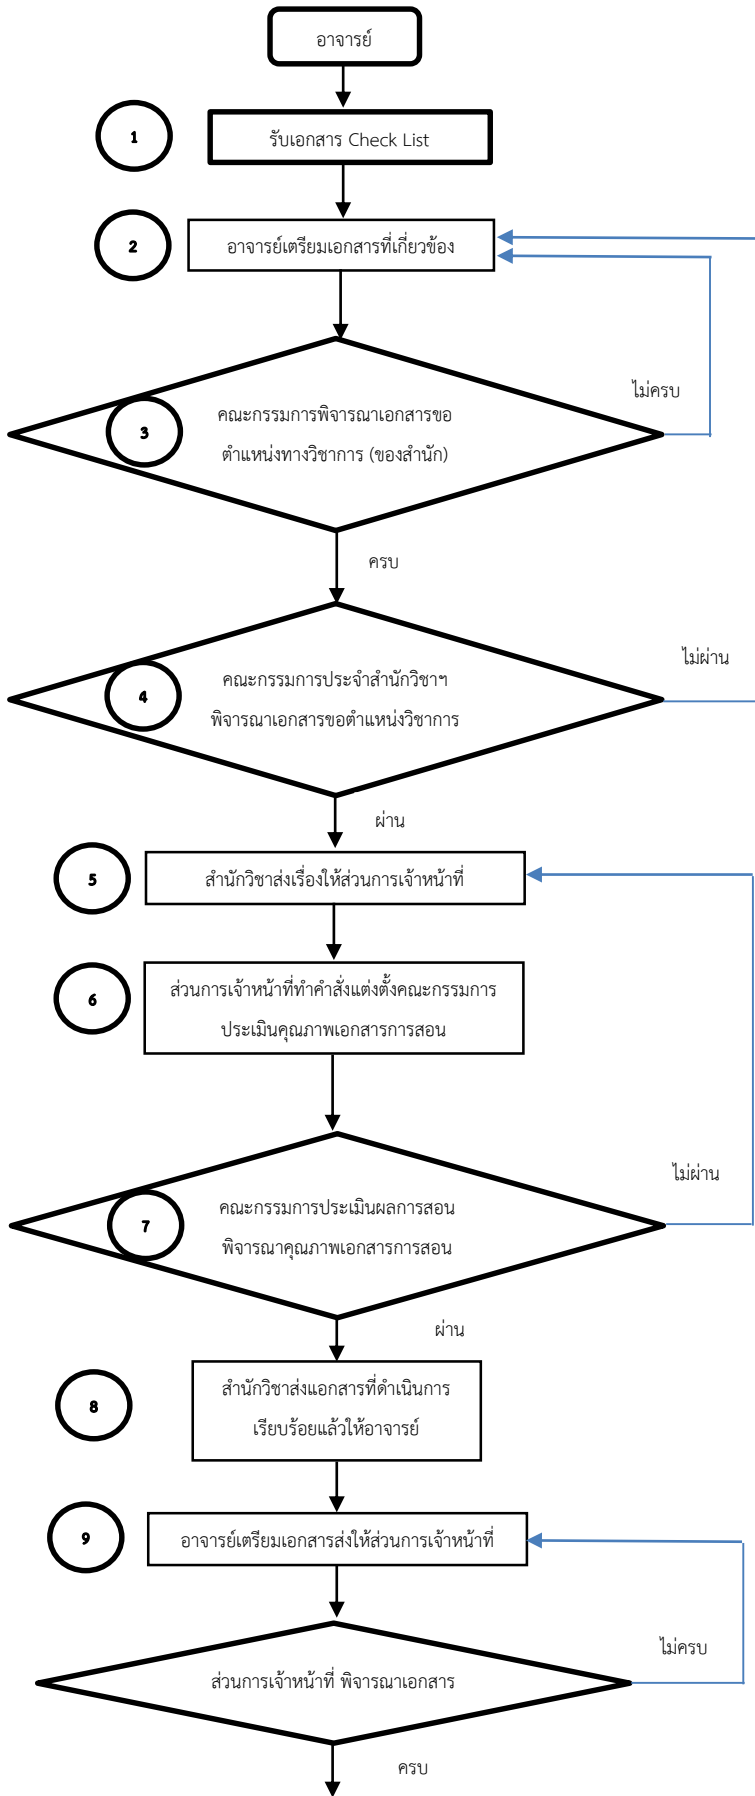 อาจารย์
1
รับเอกสาร Check List
2
อาจารย์เตรียมเอกสารที่เกี่ยวข้อง
ไม่ครบ
3
คณะกรรมการพิจารณาเอกสารขอ
ตำแหน่งทางวิชาการ (ของสำนัก)
ครบ
ไม่ผ่าน
4
คณะกรรมการประจำสำนักวิชาฯ
พิจารณาเอกสารขอตำแหน่งวิชาการ
ผ่าน
5
สำนักวิชาส่งเรื่องให้ส่วนการเจ้าหน้าที่
6
ส่วนการเจ้าหน้าที่ทำคำสั่งแต่งตั้งคณะกรรมการ
ประเมินคุณภาพเอกสารการสอน
ไม่ผ่าน
7
คณะกรรมการประเมินผลการสอน
พิจารณาคุณภาพเอกสารการสอน
ผ่าน
8
สำนักวิชาส่งแอกสารที่ดำเนินการ
เรียบร้อยแล้วให้อาจารย์
9
อาจารย์เตรียมเอกสารส่งให้ส่วนการเจ้าหน้าที่
ไม่ครบ
ส่วนการเจ้าหน้าที่ พิจารณาเอกสาร
ครบ